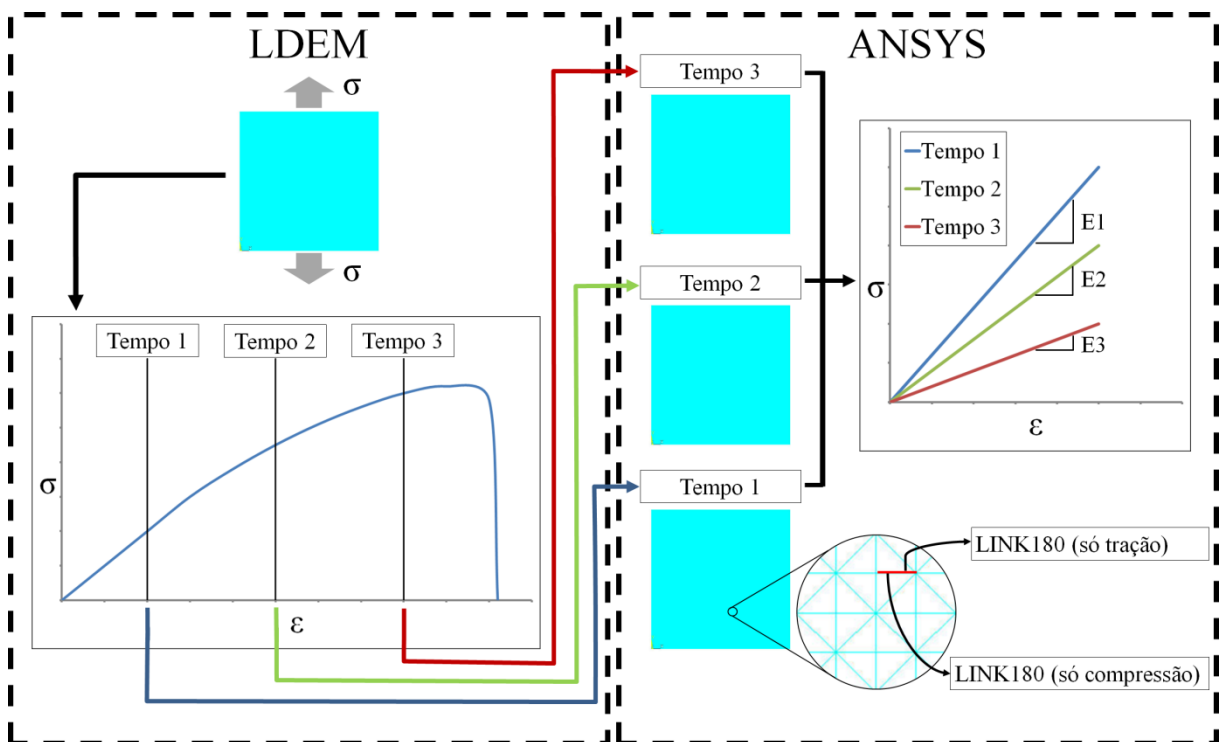 LDEM
σ
σ
Tempo 1
Tempo 2
Tempo 3
σ
ε
ANSYS
Tempo 3
Tempo 2
Tempo 1
Tempo 1
Tempo 2
Tempo 3
E1
E2
E3
σ
ε
LINK180 (só tração)
LINK180 (só compressão)